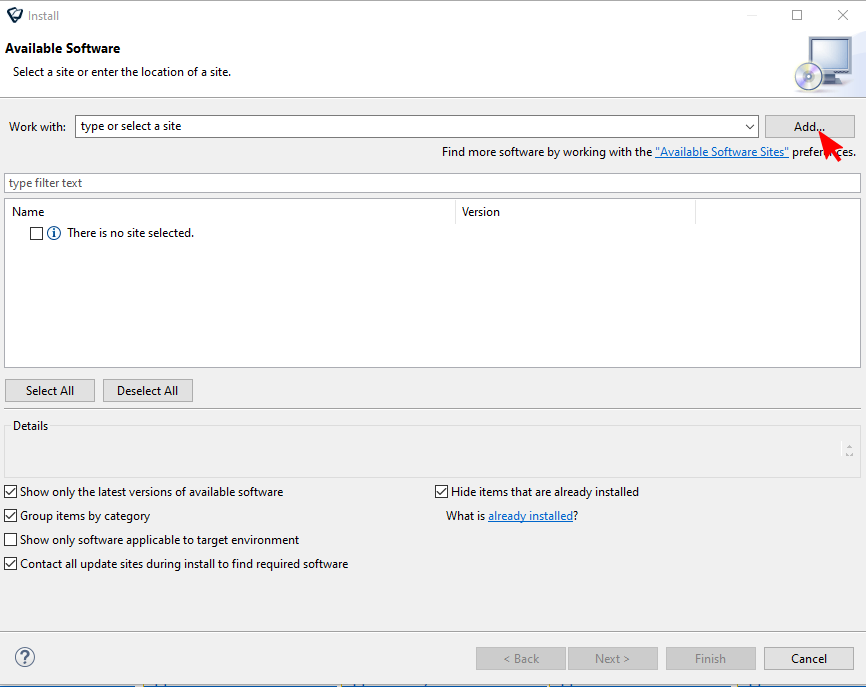 Install
Available Software
Select a site or enter the location of a site.
Work with: type or select a site Add...
Find more software by working with the "Available Software Sites" preferences.
type filter text
Name Version
There is no site selected.
Select All Deselect All
Details
Show only the latest versions of available software Hide items that are already installed
Group items by category What is already installed?
Show only software applicable to target environment
Contact all update sites during install to find required software
? < Back Next > Finish Cancel